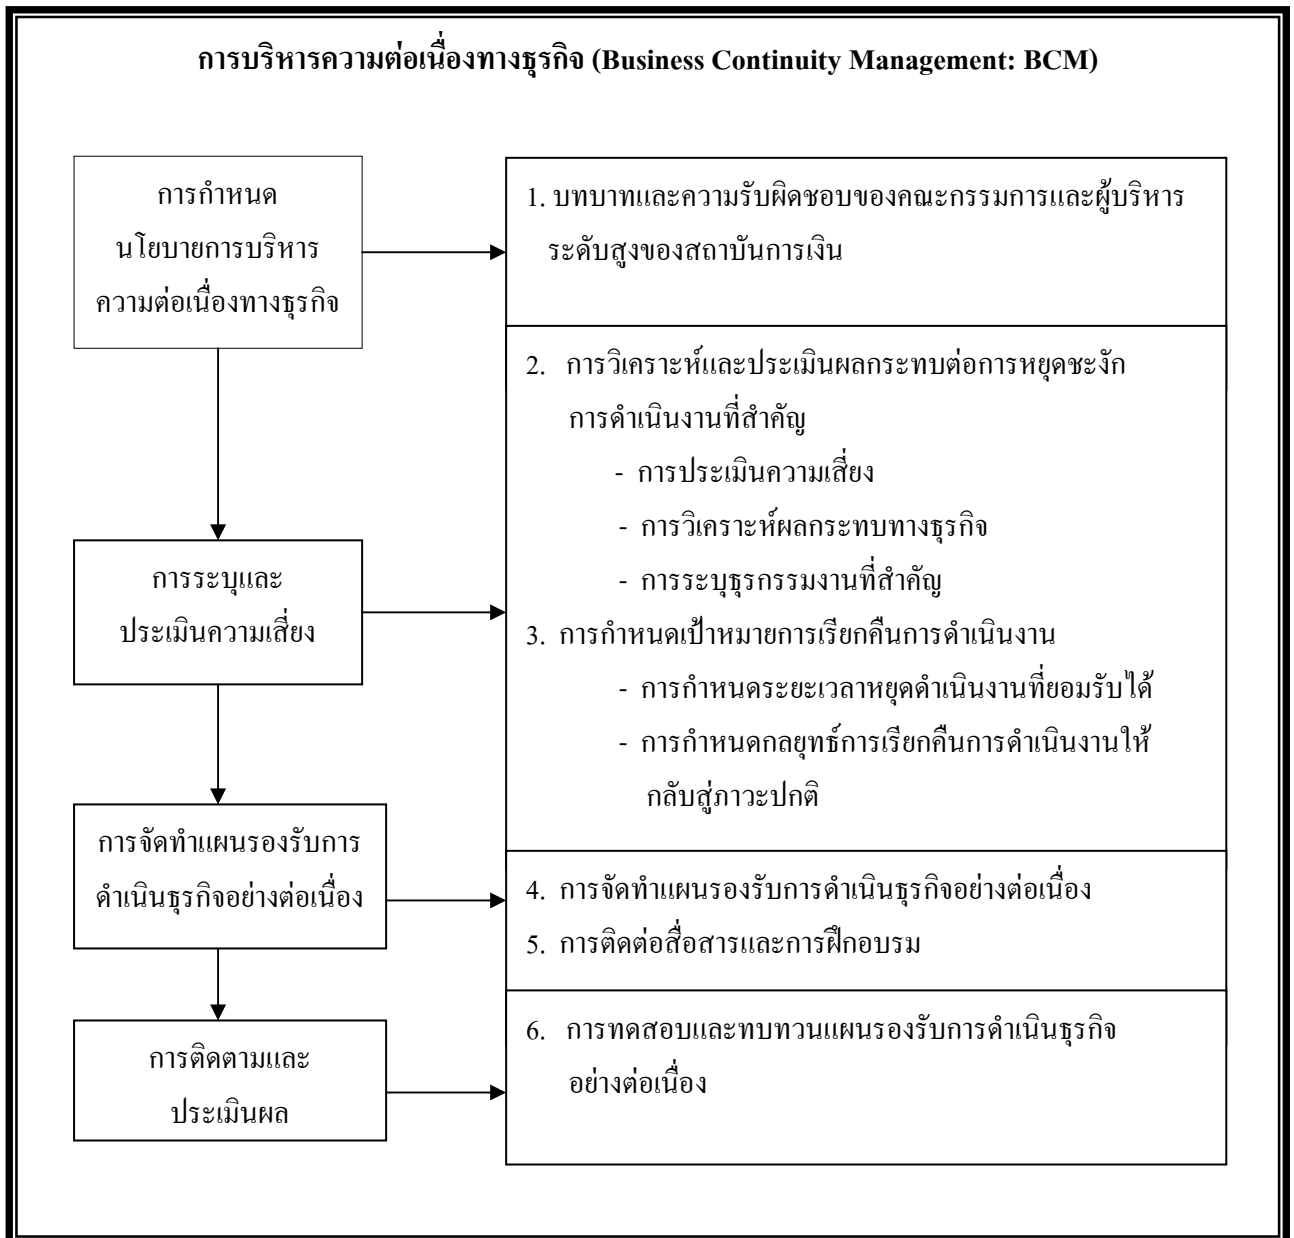 การบริหารความต่อเนื่องทางธุรกิจ (Business Continuity Management: BCM)
การกำหนด
นโยบายการบริหาร
ความต่อเนื่องทางธุรกิจ
1. บทบาทและความรับผิดชอบของคณะกรรมการและผู้บริหาร
ระดับสูงของสถาบันการเงิน
การระบุและ
ประเมินความเสี่ยง
2. การวิเคราะห์และประเมินผลกระทบต่อการหยุดชะงัก
การดำเนินงานที่สำคัญ
- การประเมินความเสี่ยง
- การวิเคราะห์ผลกระทบทางธุรกิจ
- การระบุธุรกรรมงานที่สำคัญ
3. การกำหนดเป้าหมายการเรียกคืนการดำเนินงาน
- การกำหนดระยะเวลาหยุดดำเนินงานที่ยอมรับได้
- การกำหนดกลยุทธ์การเรียกคืนการดำเนินงานให้
กลับสู่ภาวะปกติ
การจัดทำแผนรองรับการ
ดำเนินธุรกิจอย่างต่อเนื่อง
4. การจัดทำแผนรองรับการดำเนินธุรกิจอย่างต่อเนื่อง
5. การติดต่อสื่อสารและการฝึกอบรม
การติดตามและ
ประเมินผล
6. การทดสอบและทบทวนแผนรองรับการดำเนินธุรกิจ
อย่างต่อเนื่อง